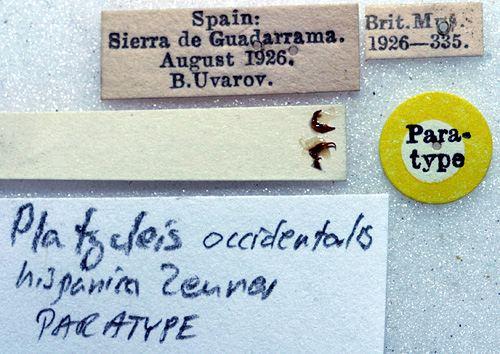 Spain:
Sierra de Guadarrama.
August 1926.
B. Uvarov.
Brit. Mus.
1926—335.
Para-
type
Platycleis occidentalis
hispanica Zeuner
PARATYPE